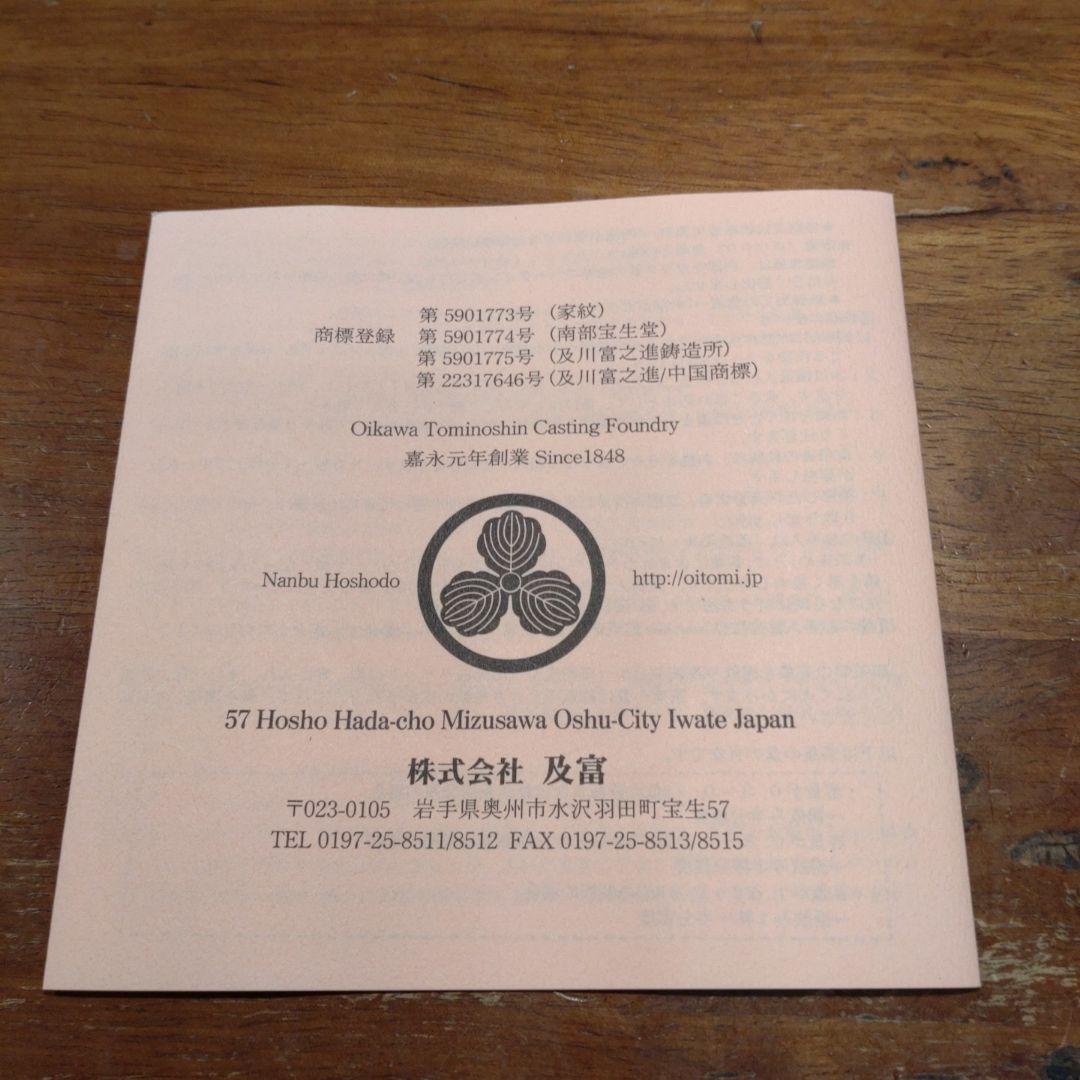 第 5901773号（家紋）
商標登録　第 5901774号（南部宝生堂）
第 5901775号（及川富之進鋳造所）
第 22317646号（及川富之進/中国商標）
Oikawa Tominoshin Casting Foundry
嘉永元年創業 Since1848
Nanbu Hoshodo
http://oitomi.jp
57 Hosho Hada-cho Mizusawa Oshu-City Iwate Japan
株式会社 及富
〒023-0105　岩手県奥州市水沢羽田町宝生57
TEL 0197-25-8511/8512 FAX 0197-25-8513/8515